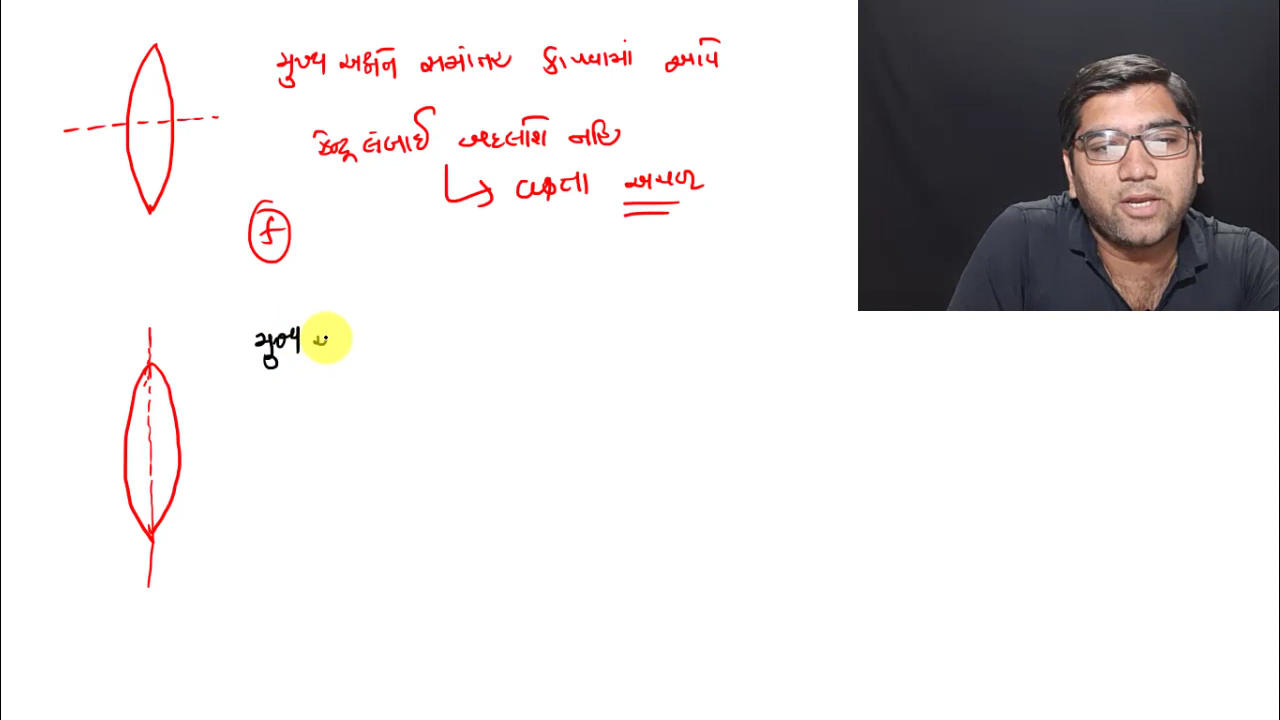 મુખ્ય અક્ષને સમાંતર કાપવામાં આવે
કેન્દ્ર લંબાઈ બદલાશે નહિ
↳ વક્રતા અચળ
f
મુખ્ય